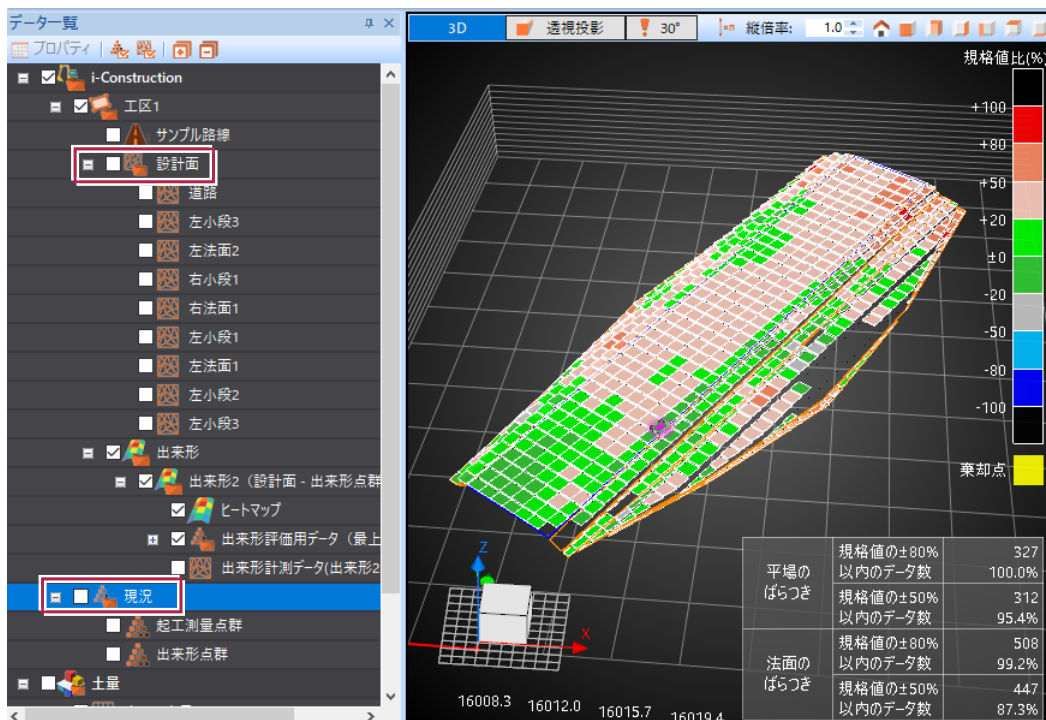 データ一覧
プロパティ
i-Construction
工区1
サンプル路線
設計面
道路
左小段3
左法面2
右小段1
右法面1
左小段1
左法面1
左小段2
左小段3
出来形
出来形2（設計面 - 出来形点群
ヒートマップ
出来形評価用データ（最上
出来形計測データ(出来形2
現況
起工測量点群
出来形点群
土量
3D
透視投影
30°
縦倍率:
1.0
規格値比(%)
+100
+80
+50
+20
±0
-20
-50
-80
-100
棄却点
Z
X
16008.3
16012.0
16015.7
16019.4
平場の
ばらつき
規格値の±80%
以内のデータ数
327
100.0%
規格値の±50%
以内のデータ数
312
95.4%
法面の
ばらつき
規格値の±80%
以内のデータ数
508
99.2%
規格値の±50%
以内のデータ数
447
87.3%